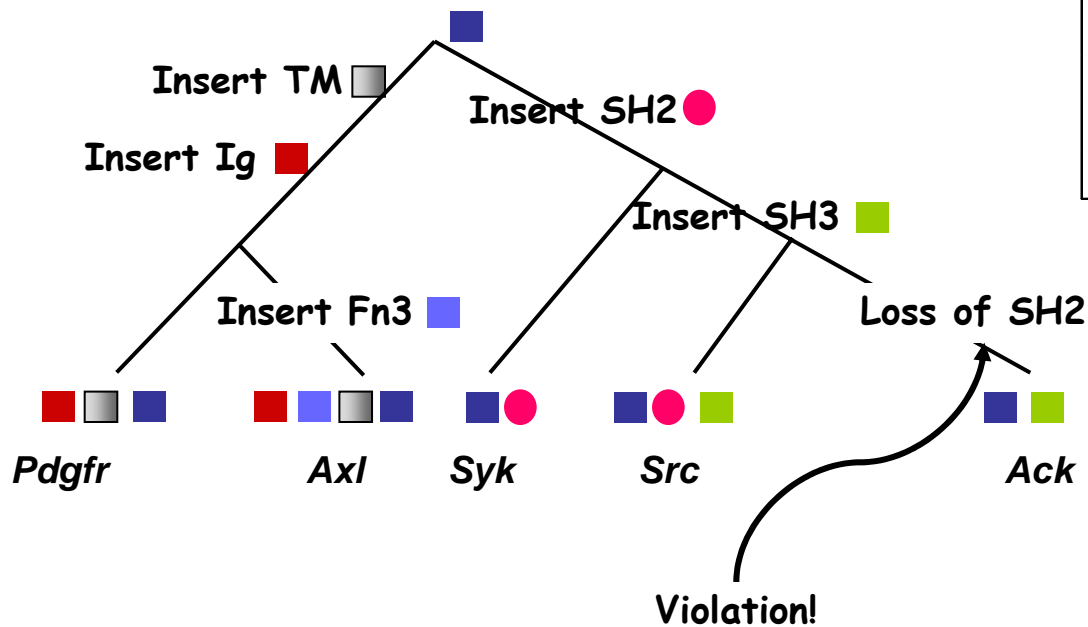 Insert TM
Insert SH2
Insert Ig
Insert SH3
Insert Fn3
Loss of SH2
Pdgfr
Axl
Syk
Src
Ack
Violation!